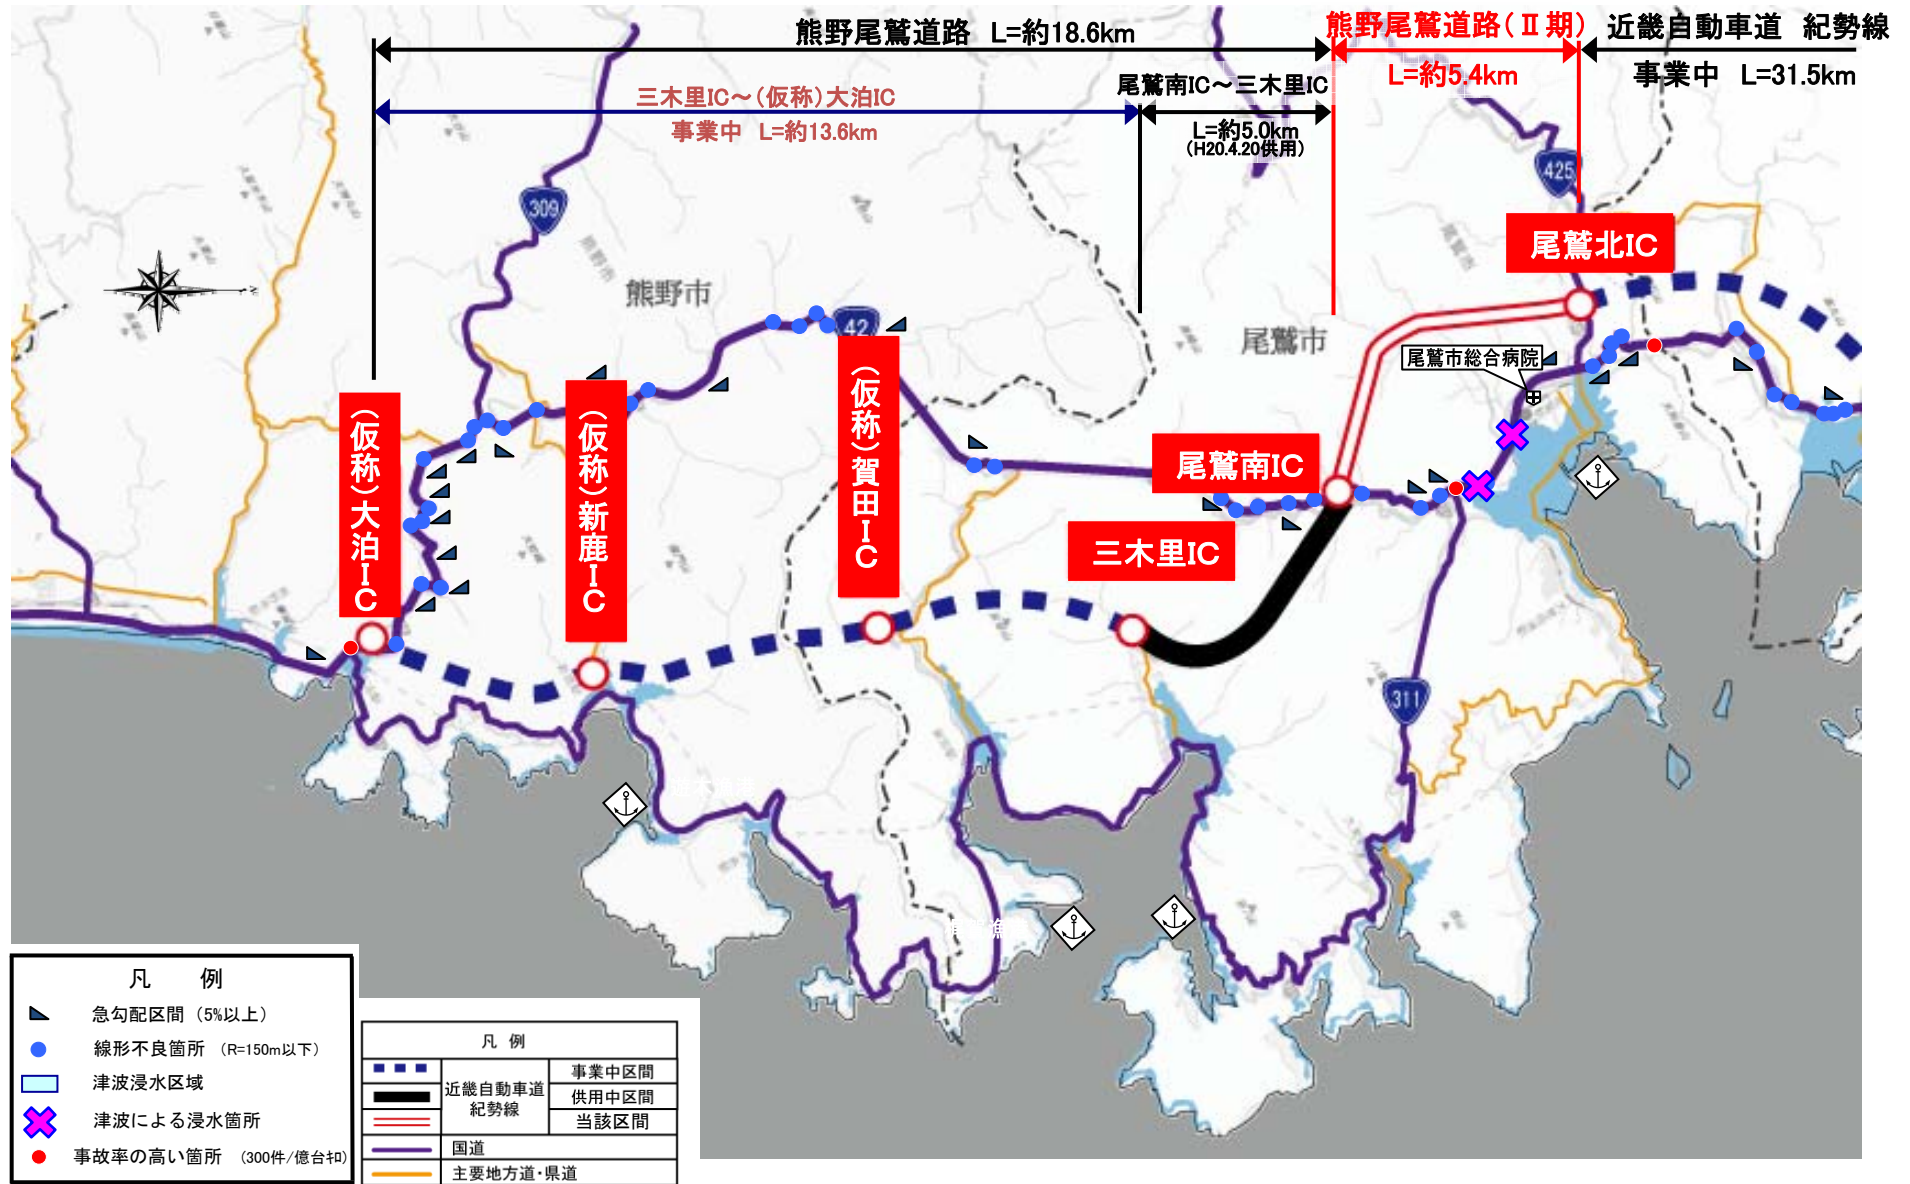 熊野尾鷲道路 L=約18.6km
熊野尾鷲道路(Ⅱ期)
L=約5.4km
近畿自動車道 紀勢線
事業中 L=31.5km
三木里IC～(仮称)大泊IC
事業中 L=約13.6km
尾鷲南IC～三木里IC
L=約5.0km
(H20.4.20供用)
309
425
42
311
熊野市
尾鷲市
尾鷲北IC
尾鷲市総合病院
尾鷲南IC
三木里IC
(仮称)賀田IC
(仮称)新鹿IC
(仮称)大泊IC
凡 例
急勾配区間 (5%以上)
線形不良箇所 (R=150m以下)
津波浸水区域
津波による浸水箇所
事故率の高い箇所 (300件/億台キロ)
凡 例
近畿自動車道
紀勢線
事業中区間
供用中区間
当該区間
国道
主要地方道・県道